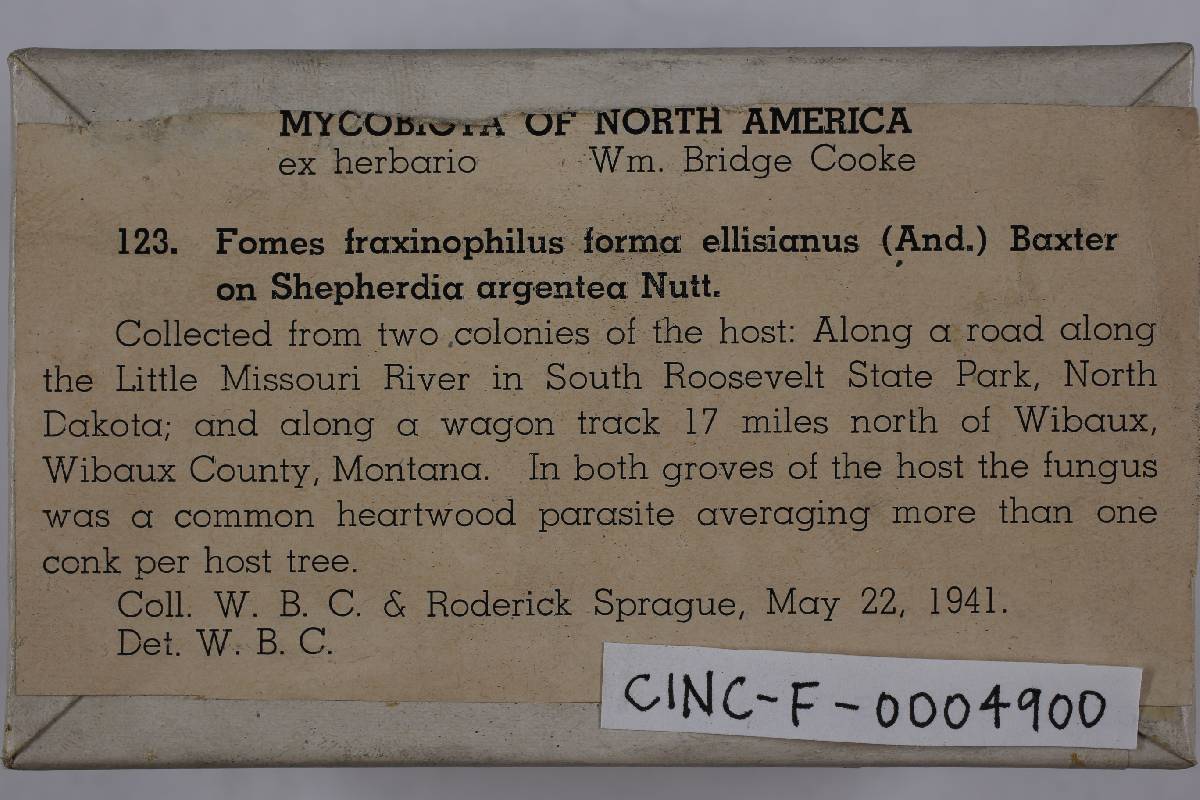 MYCOBIOTA OF NORTH AMERICA
ex herbario Wm. Bridge Cooke
123. Fomes fraxinophilus forma ellisianus (And.) Baxter
on Shepherdia argentea Nutt.
Collected from two colonies of the host: Along a road along
the Little Missouri River in South Roosevelt State Park, North
Dakota; and along a wagon track 17 miles north of Wibaux,
Wibaux County, Montana. In both groves of the host the fungus
was a common heartwood parasite averaging more than one
conk per host tree.
Coll. W. B. C. & Roderick Sprague, May 22, 1941.
Det. W. B. C.
CINC-F-0004900